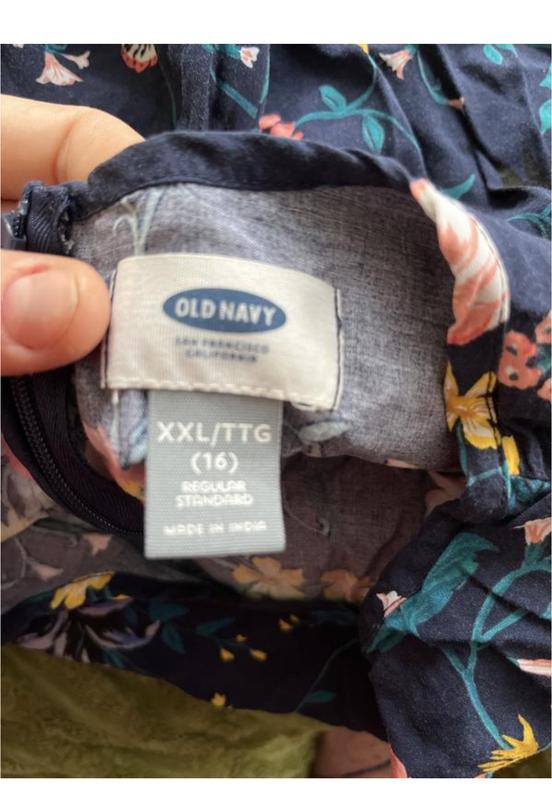 OLD NAVY
SAN FRANCISCO
CALIFORNIA
XXL/TTG
(16)
REGULAR
STANDARD
MADE IN INDIA